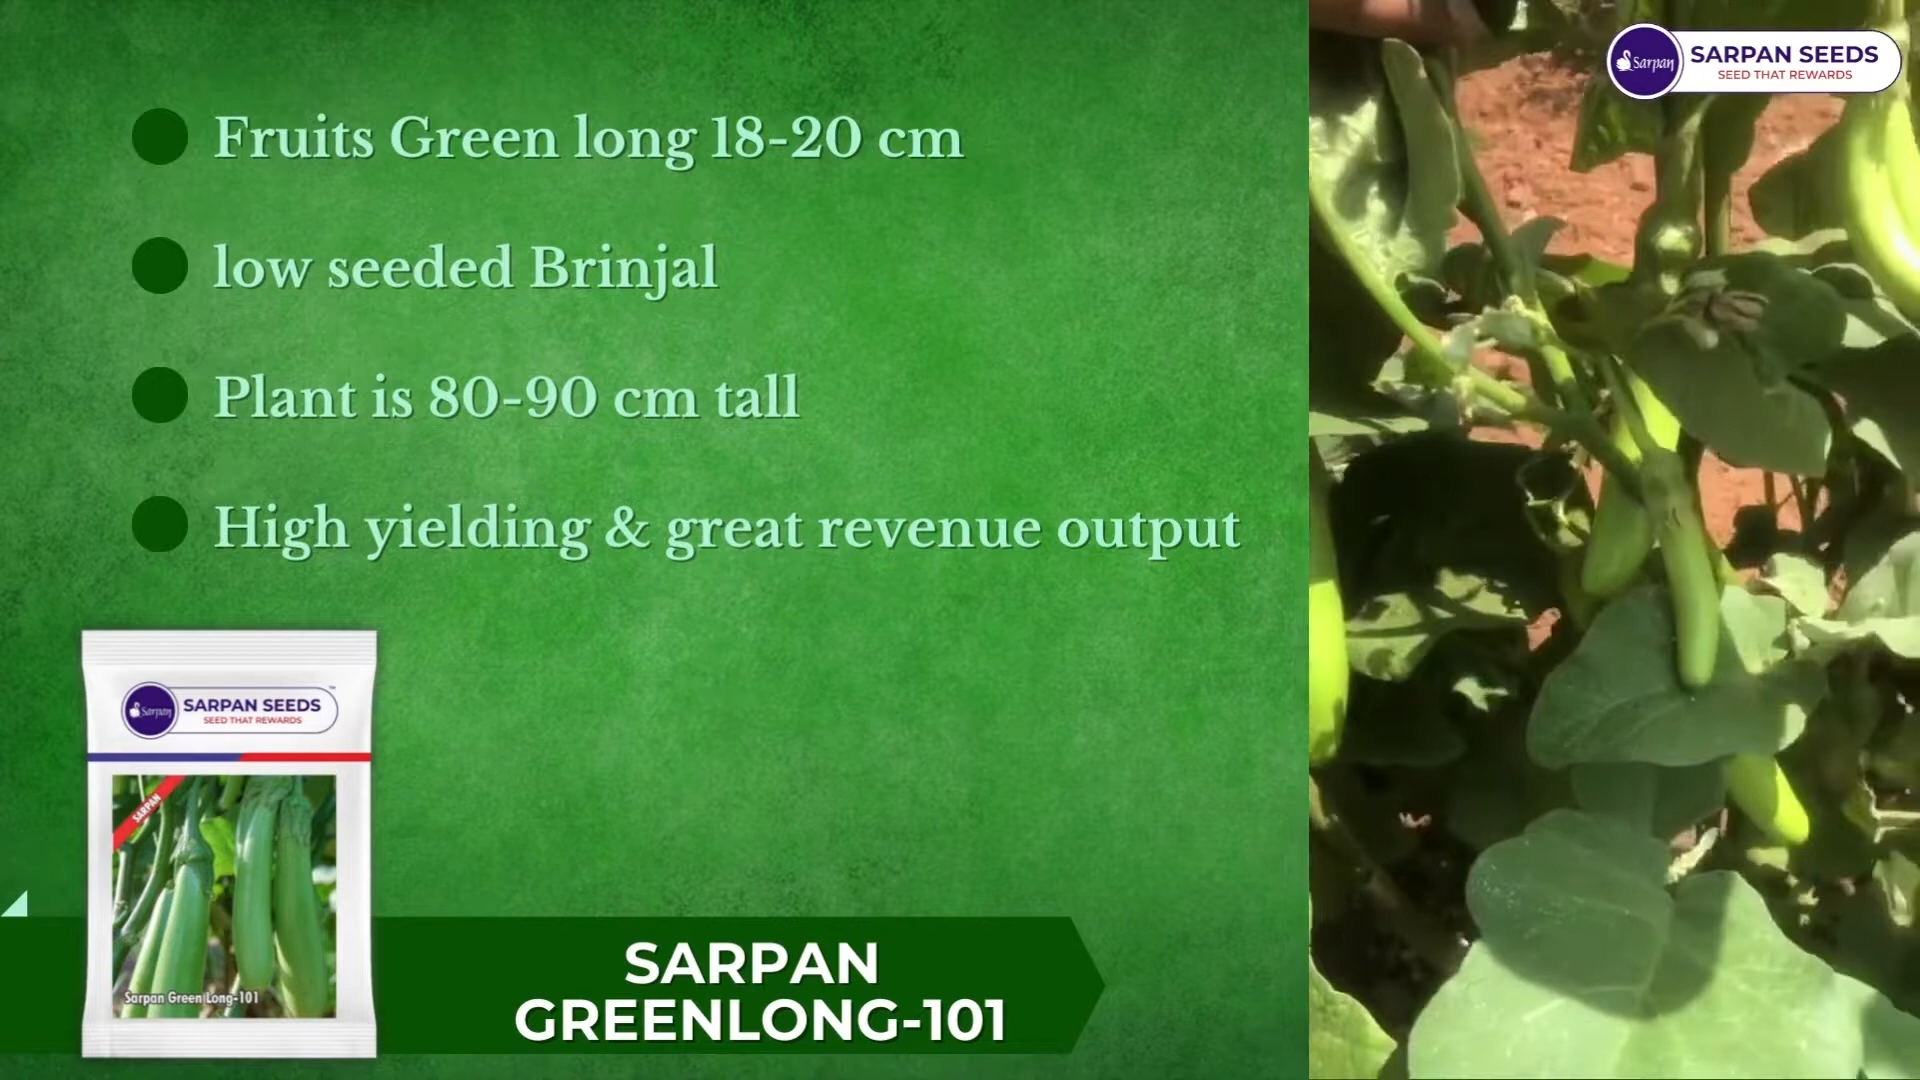 Sarpan
SARPAN SEEDS
SEED THAT REWARDS
Fruits Green long 18-20 cm
low seeded Brinjal
Plant is 80-90 cm tall
High yielding & great revenue output
Sarpan
SARPAN SEEDS
SEED THAT REWARDS
SARPAN
Sarpan Green Long-101
SARPAN
GREENLONG-101